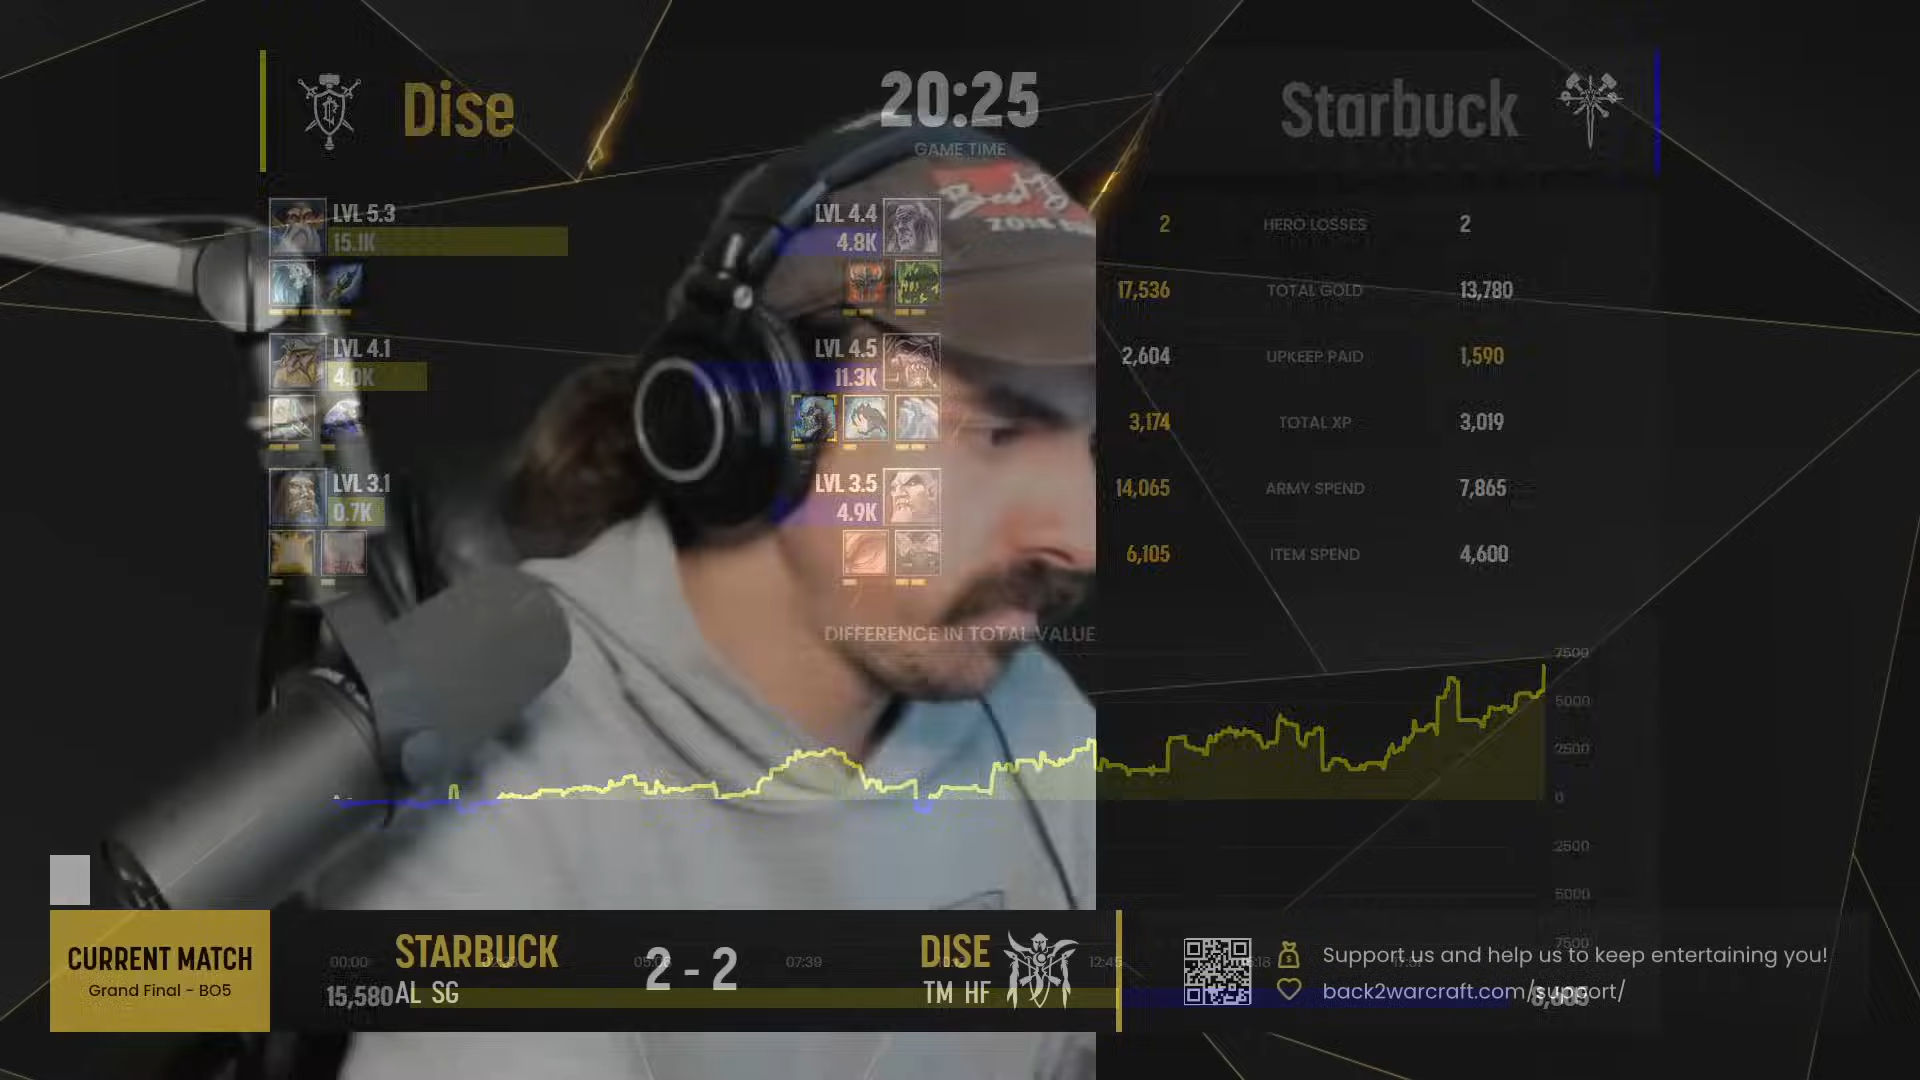 Dise
20:25
GAME TIME
Starbuck
LVL 5.3
15.1K
LVL 4.4
4.8K
2 HERO LOSSES 2
17,536 TOTAL GOLD 13,780
LVL 4.1
4.0K
LVL 4.5
11.3K
2,604 UPKEEP PAID 1,590
3,174 TOTAL XP 3,019
LVL 3.1
0.7K
LVL 3.5
4.9K
14,065 ARMY SPEND 7,865
6,105 ITEM SPEND 4,600
DIFFERENCE IN TOTAL VALUE
7500
5000
2500
0
2500
5000
7500
CURRENT MATCH
Grand Final - BO5
STARBUCK
AL SG
2 - 2
DISE
TM HF
00:00
07:39
15,580
Support us and help us to keep entertaining you!
back2warcraft.com/support/